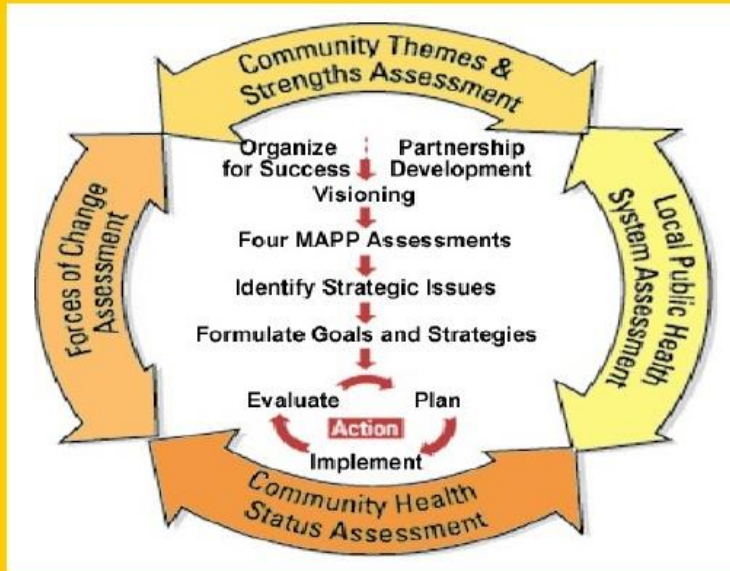 Community Themes &
Strengths Assessment
Organize
for Success
Partnership
Development
Visioning
Four MAPP Assessments
Identify Strategic Issues
Formulate Goals and Strategies
Evaluate
Plan
Action
Implement
Forces of Change
Assessment
Local Public Health
System Assessment
Community Health
Status Assessment